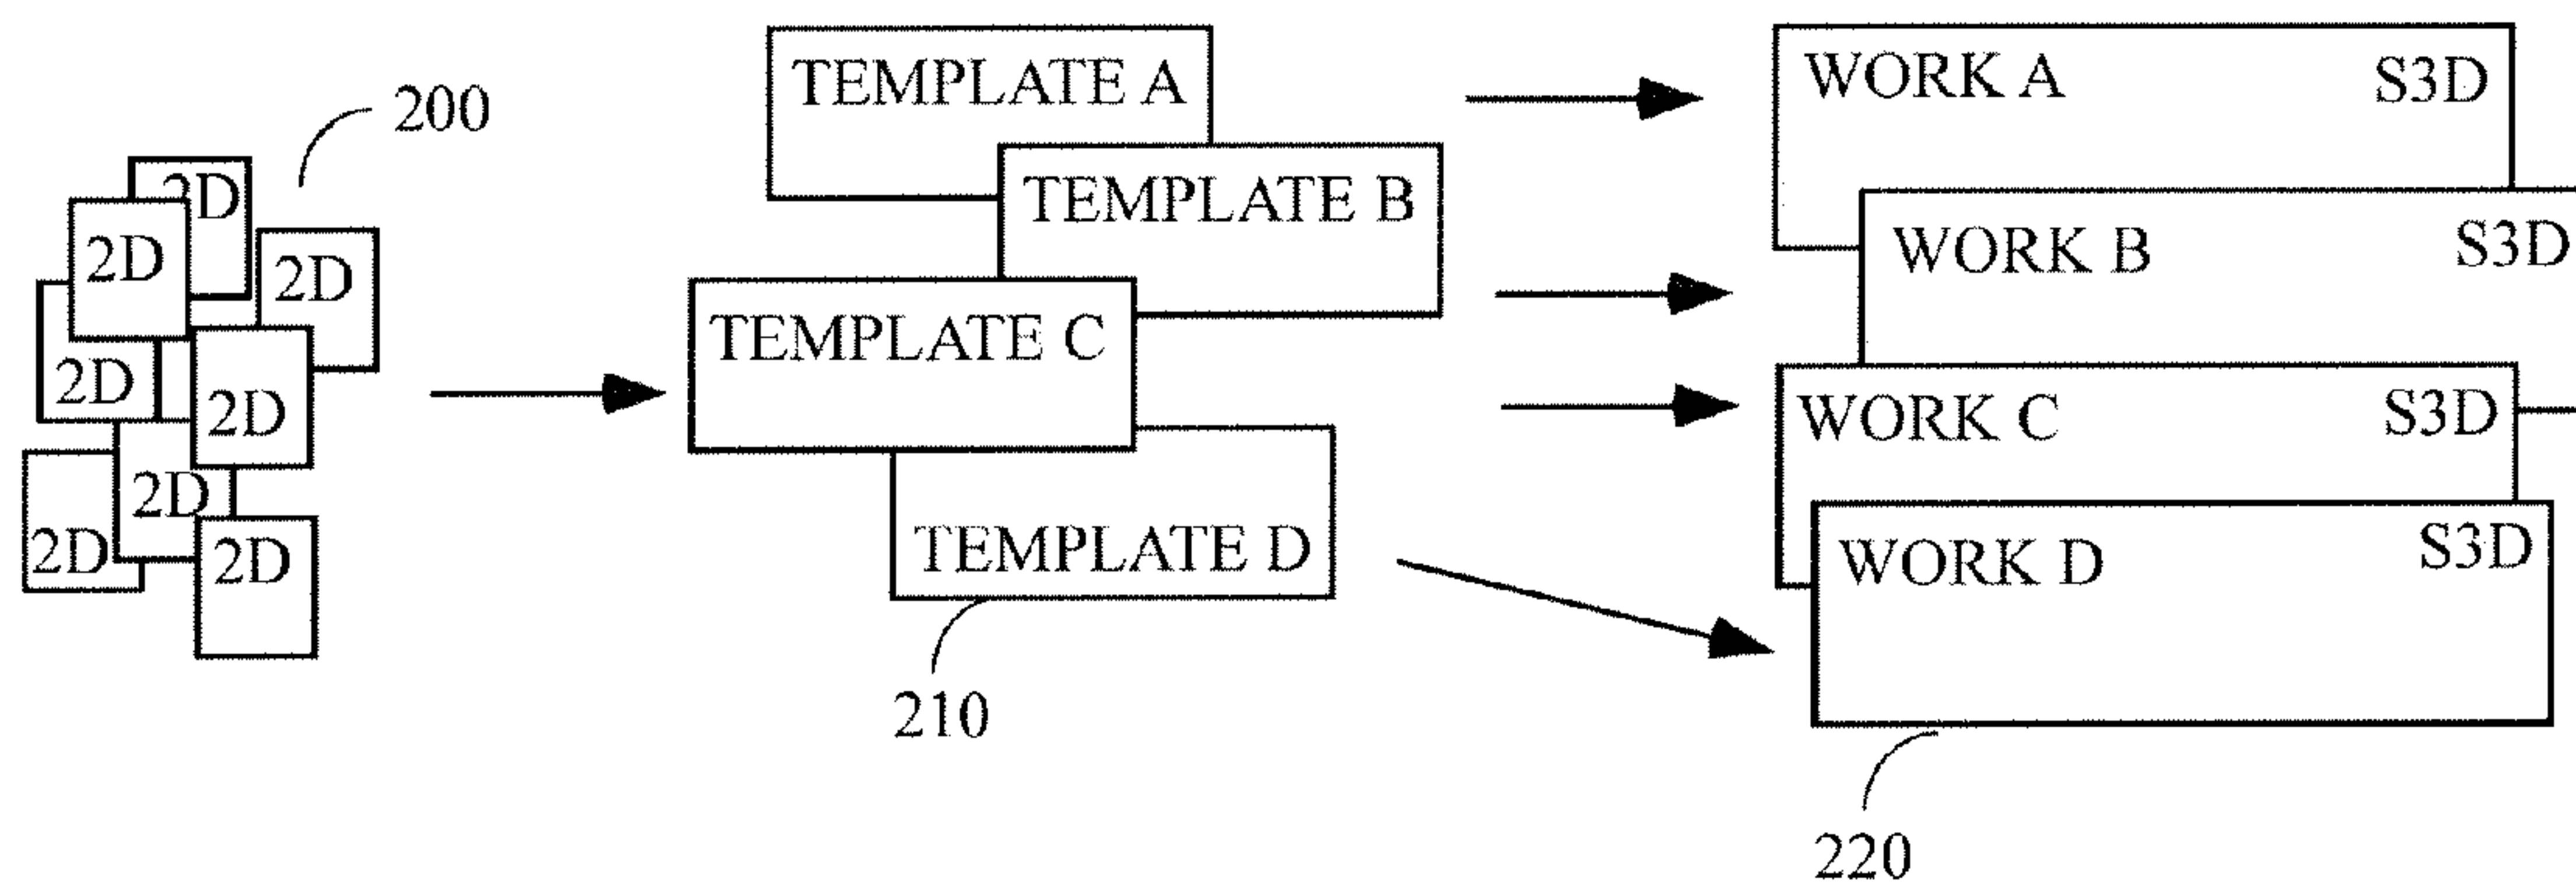 200
2D
2D
2D
2D
2D
2D
2D
2D
TEMPLATE A
TEMPLATE B
TEMPLATE C
TEMPLATE D
210
WORK A S3D
WORK B S3D
WORK C S3D
WORK D S3D
220